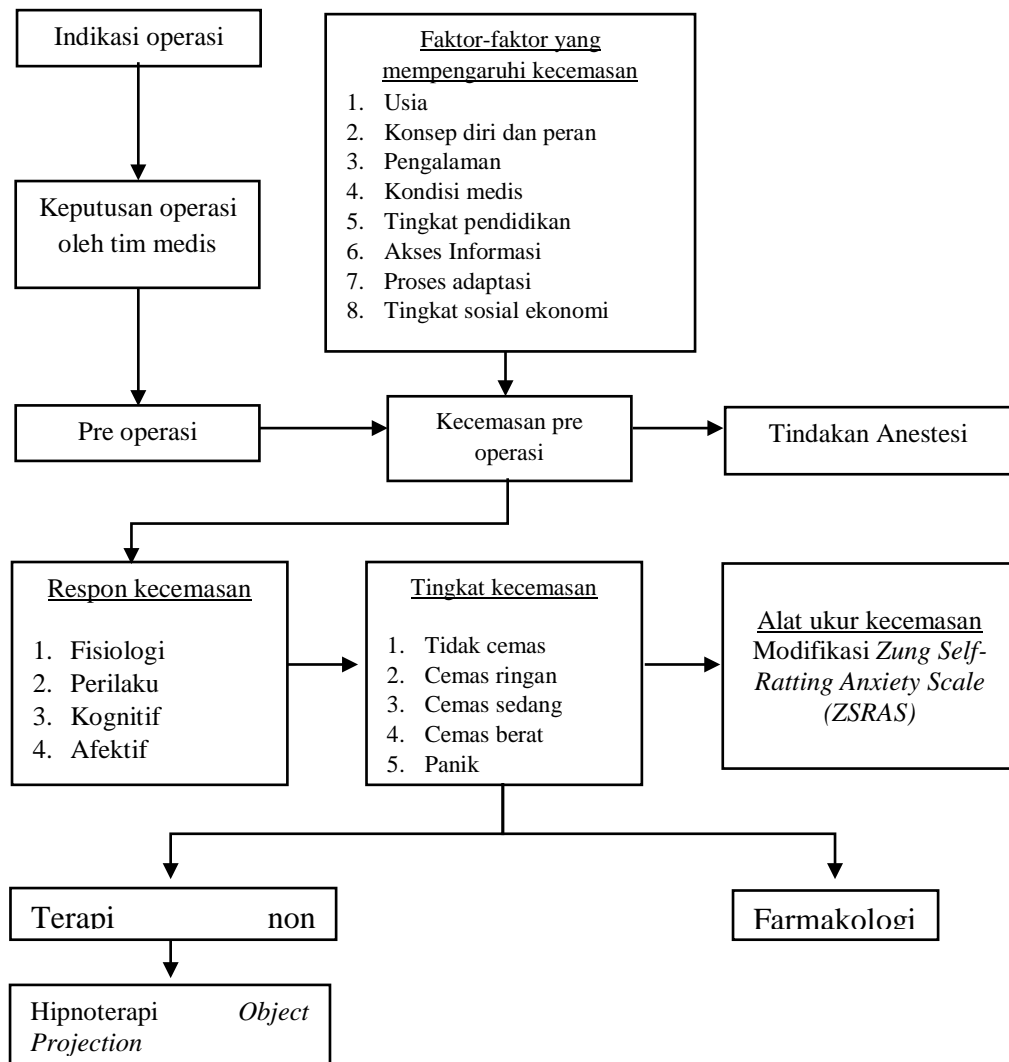 Indikasi operasi
Faktor-faktor yang
mempengaruhi kecemasan
1. Usia
2. Konsep diri dan peran
3. Pengalaman
4. Kondisi medis
5. Tingkat pendidikan
6. Akses Informasi
7. Proses adaptasi
8. Tingkat sosial ekonomi
Keputusan operasi
oleh tim medis
Pre operasi
Kecemasan pre
operasi
Tindakan Anestesi
Respon kecemasan
1. Fisiologi
2. Perilaku
3. Kognitif
4. Afektif
Tingkat kecemasan
1. Tidak cemas
2. Cemas ringan
3. Cemas sedang
4. Cemas berat
5. Panik
Alat ukur kecemasan
Modifikasi Zung Self-
Ratting Anxiety Scale
(ZSRAS)
Terapi non
Farmakologi
Hipnoterapi Object
Projection